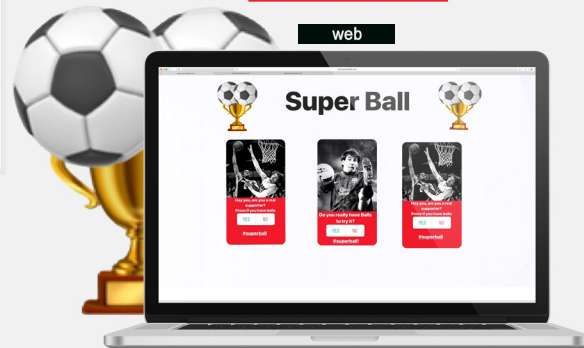 web
Super Ball
Hey you, are you a real
supporter?
Prove if you have balls
YES NO
#superball
Do you really have Balls
to try it?
YES NO
#superball
Hey you, are you a real
supporter?
Prove if you have balls
YES NO
#superball